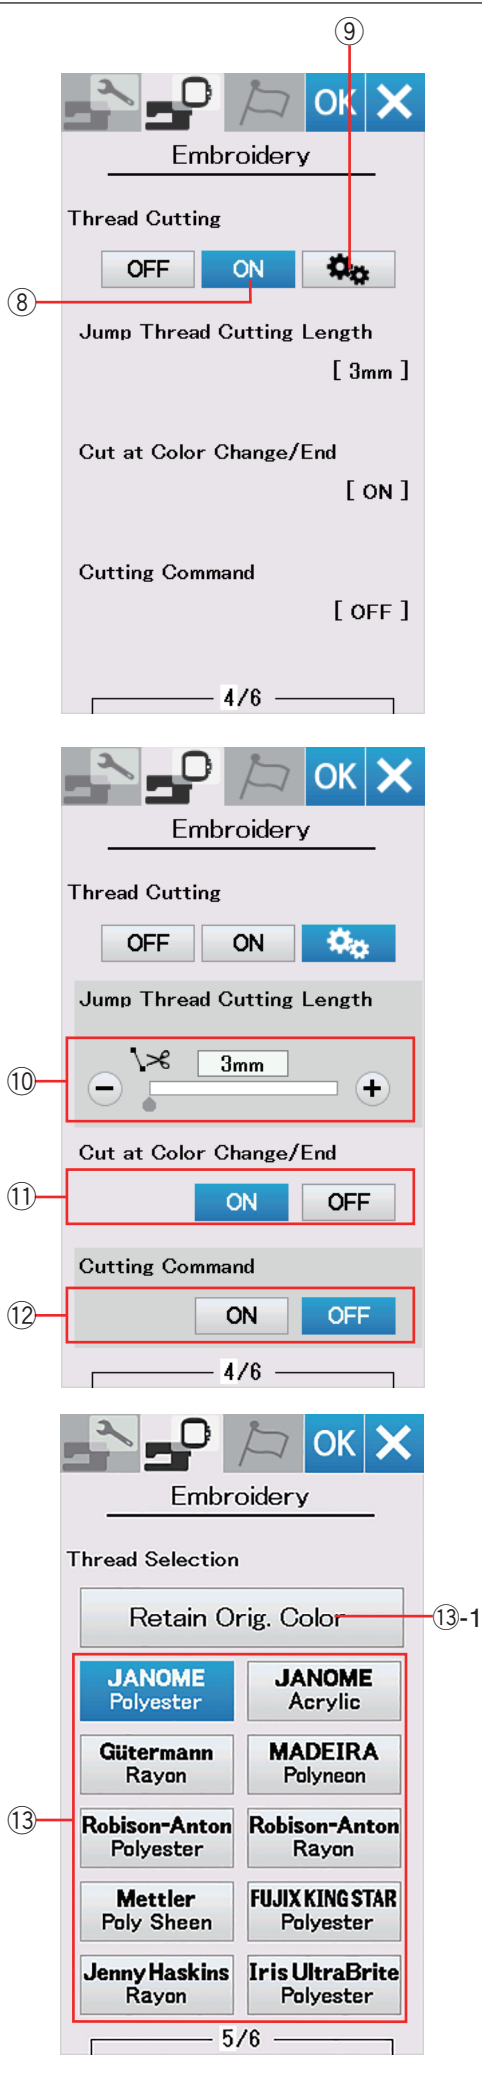 ⑨
OK
Embroidery
Thread Cutting
OFF ON
⑧
Jump Thread Cutting Length
[ 3mm ]
Cut at Color Change/End
[ ON ]
Cutting Command
[ OFF ]
4/6
OK
Embroidery
Thread Cutting
OFF ON
Jump Thread Cutting Length
3mm
⑩
Cut at Color Change/End
⑪ ON OFF
Cutting Command
⑫ ON OFF
4/6
OK
Embroidery
Thread Selection
Retain Orig. Color ⑬-1
JANOME JANOME
Polyester Acrylic
Gütermann MADEIRA
Rayon Polyneon
⑬ Robison-Anton Robison-Anton
Polyester Rayon
Mettler FUJIX KING STAR
Poly Sheen Polyester
Jenny Haskins Iris UltraBrite
Rayon Polyester
5/6